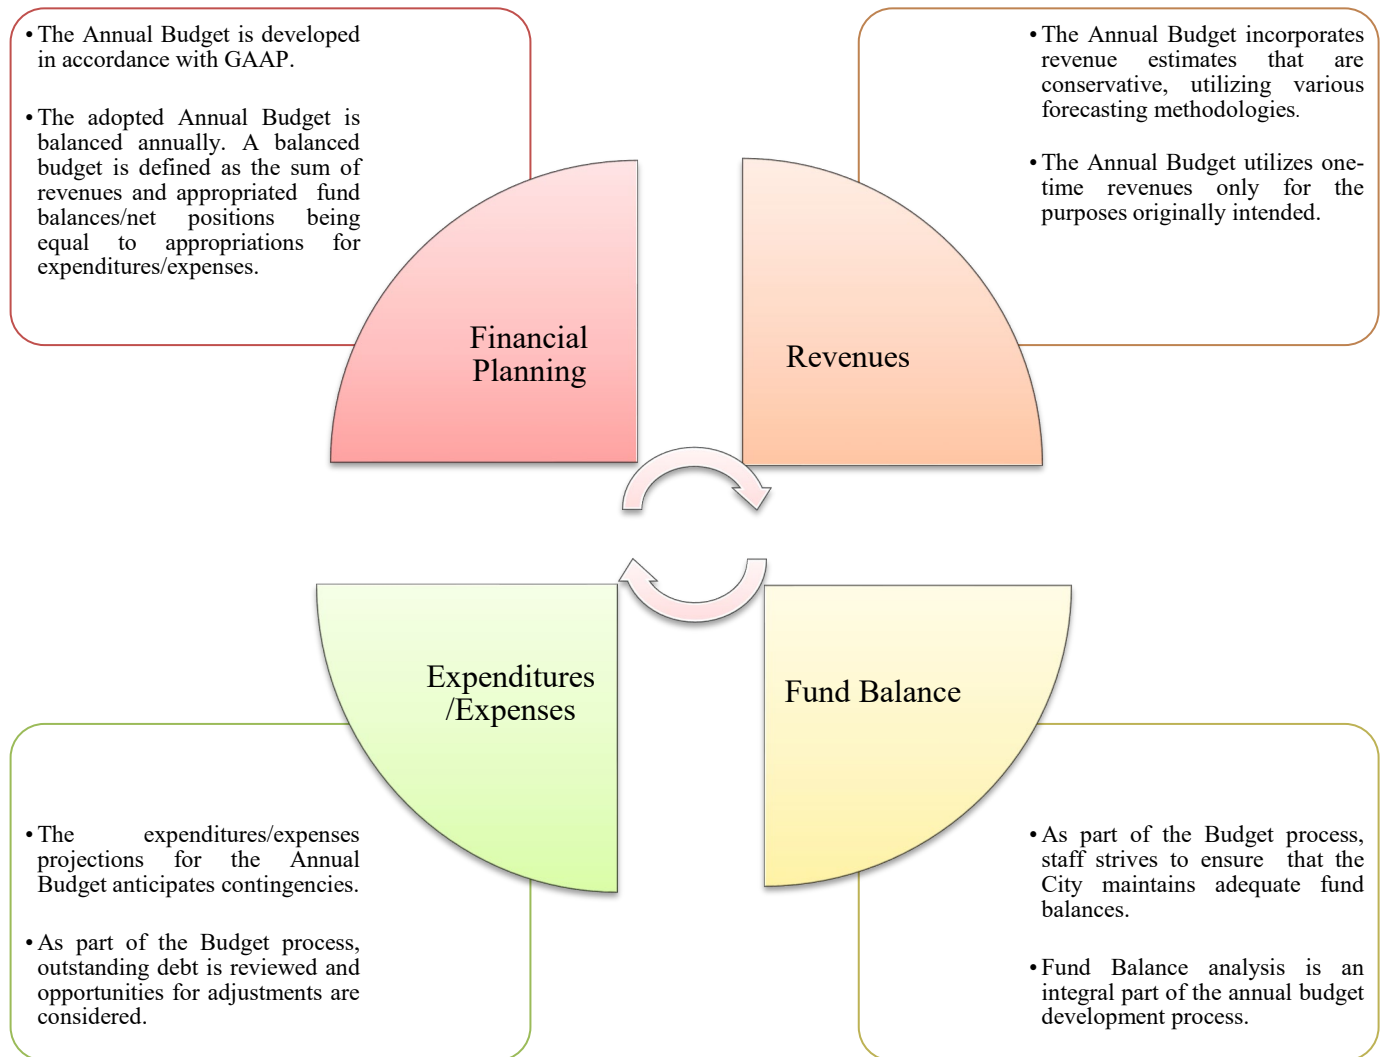 • The Annual Budget is developed
in accordance with GAAP.
• The adopted Annual Budget is
balanced annually. A balanced
budget is defined as the sum of
revenues and appropriated fund
balances/net positions being
equal to appropriations for
expenditures/expenses.
• The Annual Budget incorporates
revenue estimates that are
conservative, utilizing various
forecasting methodologies.
• The Annual Budget utilizes one-
time revenues only for the
purposes originally intended.
Financial
Planning
Revenues
Expenditures
/Expenses
Fund Balance
• The expenditures/expenses
projections for the Annual
Budget anticipates contingencies.
• As part of the Budget process,
outstanding debt is reviewed and
opportunities for adjustments are
considered.
• As part of the Budget process,
staff strives to ensure that the
City maintains adequate fund
balances.
• Fund Balance analysis is an
integral part of the annual budget
development process.